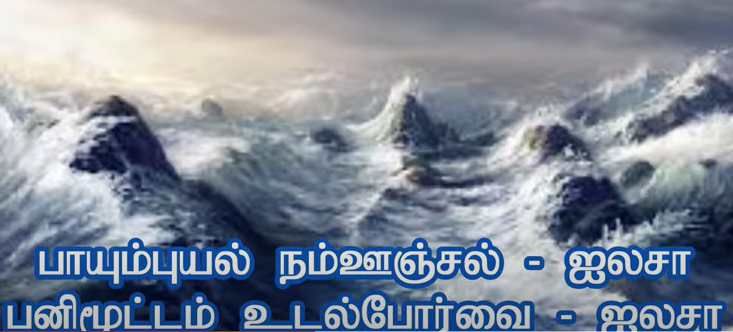 பாயும்புயல் நம்ஊஞ்சல் - ஐலசா
பனிமூட்டம் உடல்போர்வை - ஐலசா